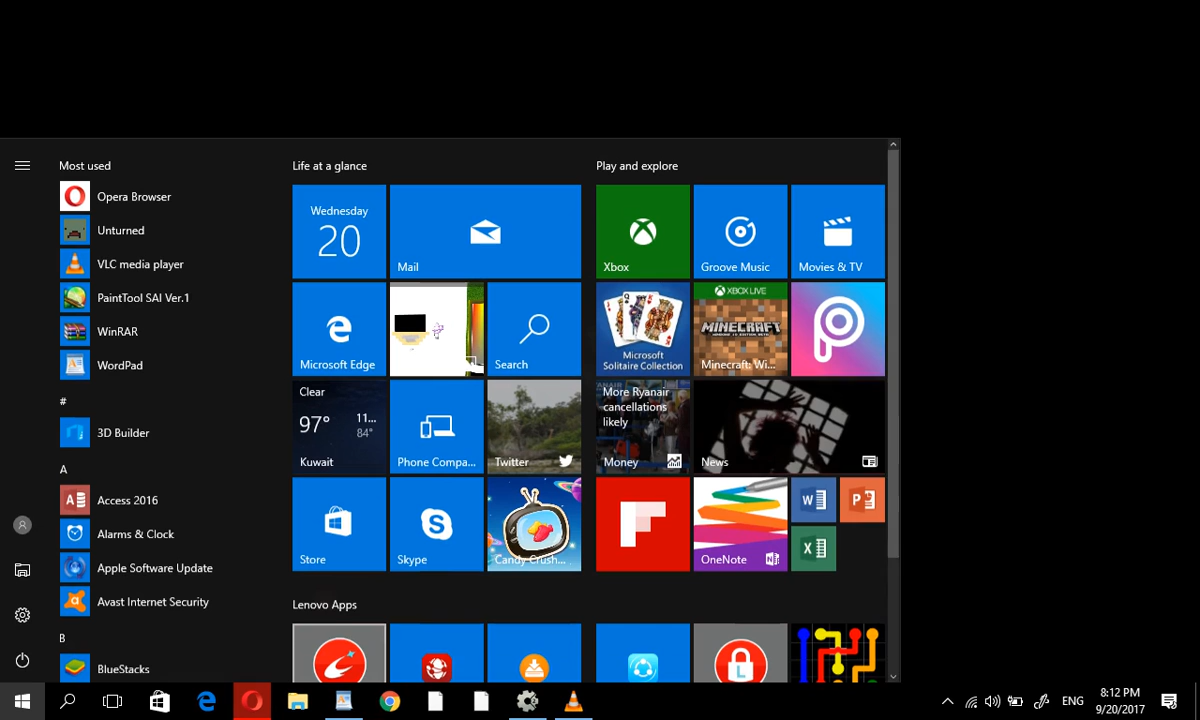 Most used
Opera Browser
Unturned
VLC media player
PaintTool SAI Ver.1
WinRAR
WordPad
#
3D Builder
A
Access 2016
Alarms & Clock
Apple Software Update
Avast Internet Security
B
BlueStacks
Life at a glance
Wednesday
20
Mail
Microsoft Edge
Search
Clear
97° 11...
84°
Kuwait
Phone Compa...
Twitter
Store
Skype
Candy Crush...
Lenovo Apps
Play and explore
Xbox
Groove Music
Movies & TV
Microsoft
Solitaire Collection
XBOX LIVE
MINECRAFT
Minecraft: Wi...
More Ryanair
cancellations
likely
Money
News
OneNote
ENG
8:12 PM
9/20/2017